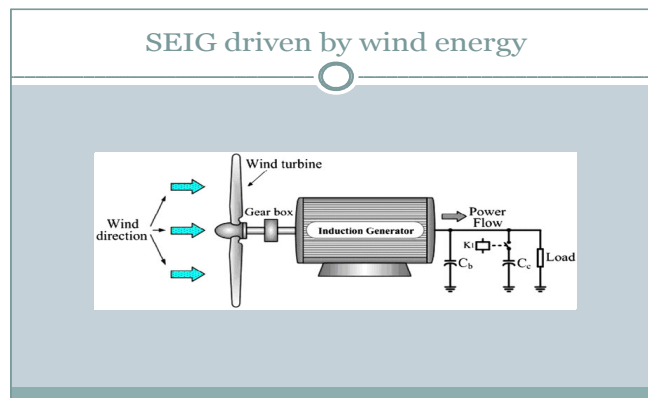 SEIG driven by wind energy
Wind turbine
Gear box
Wind
direction
Induction Generator
Power
Flow
K1
Cb
Cc
Load